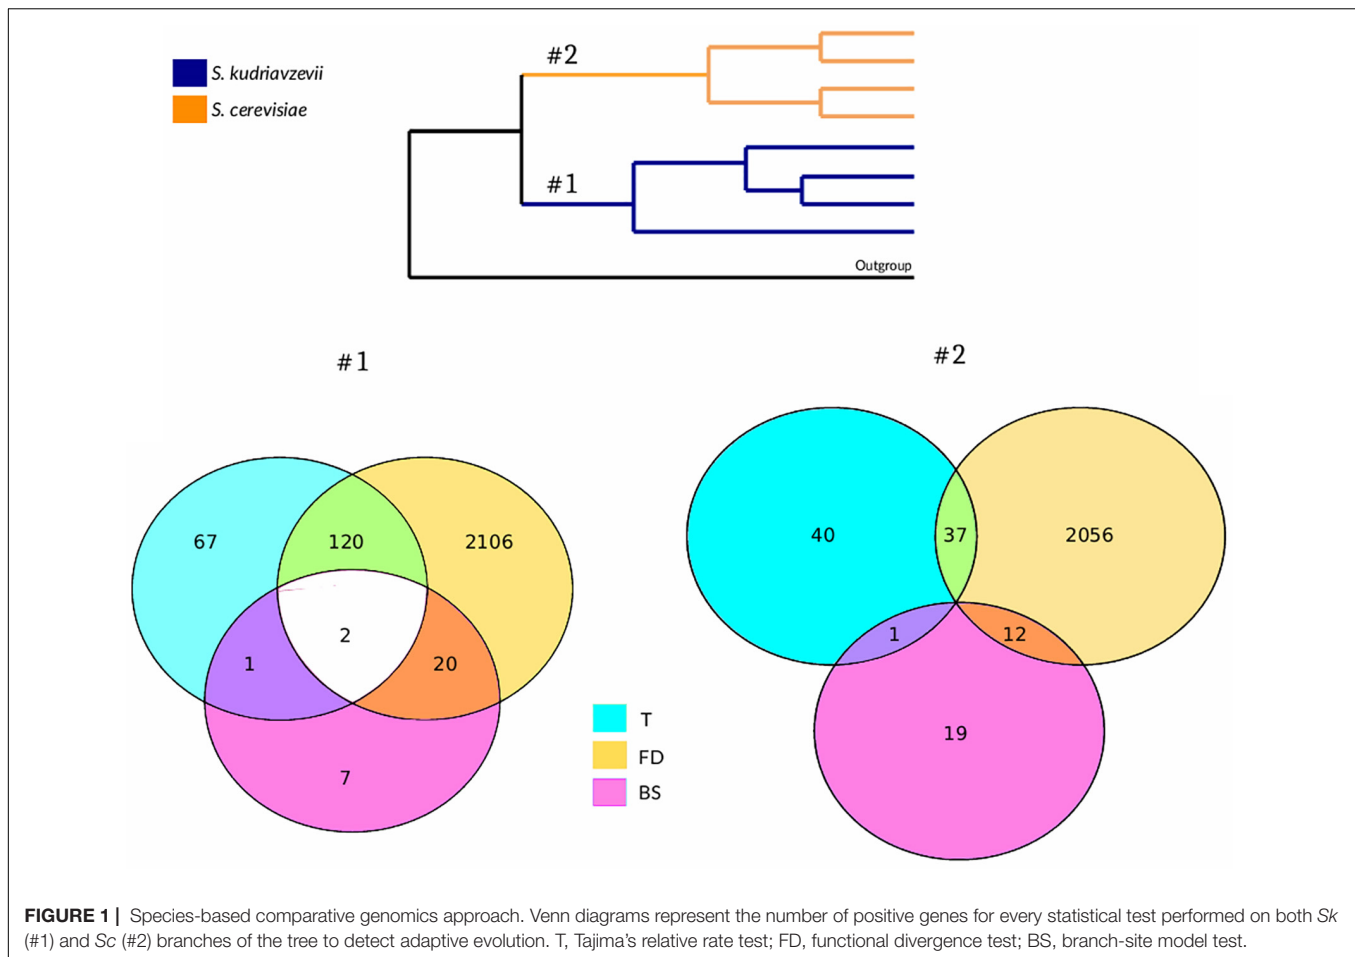 #2
S. kudriavzevii
S. cerevisiae
#1
Outgroup
#1
#2
67
120
2106
2
1
20
7
40
37
2056
1
12
19
T
FD
BS
FIGURE 1 | Species-based comparative genomics approach. Venn diagrams represent the number of positive genes for every statistical test performed on both Sk
(#1) and Sc (#2) branches of the tree to detect adaptive evolution. T, Tajima's relative rate test; FD, functional divergence test; BS, branch-site model test.